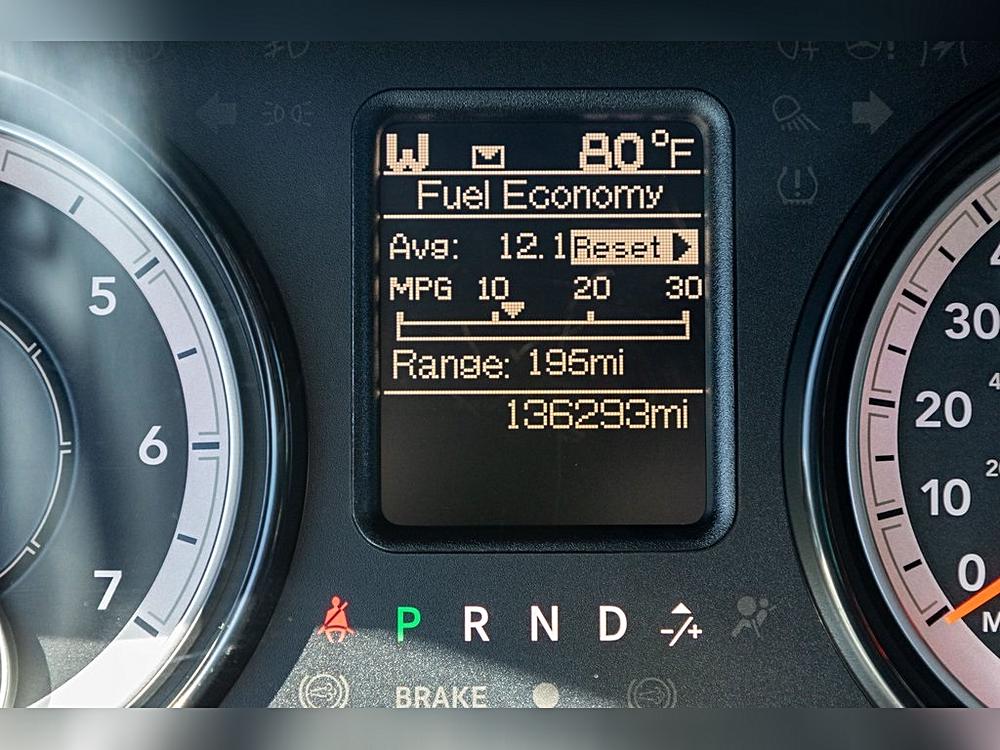 W 80°F
Fuel Economy
Avg: 12.1 Reset
MPG 10 20 30
Range: 195mi
136293mi
5
6
7
30
20
10
0
P R N D -/+
BRAKE